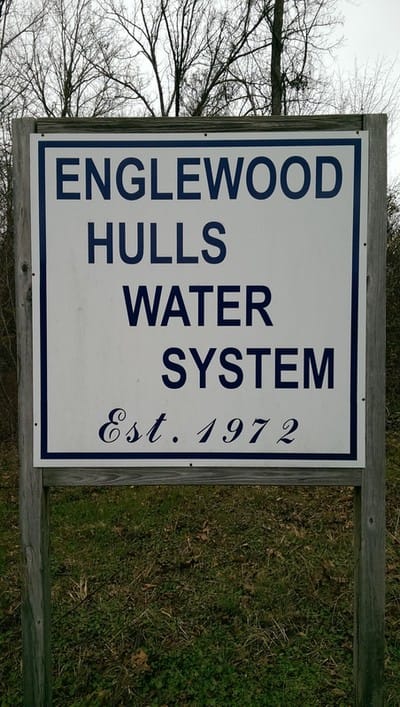 ENGLEWOOD
HULLS
WATER
SYSTEM
Est. 1972